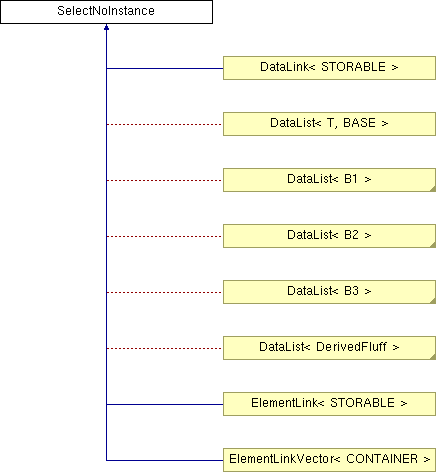 SelectNoInstance
DataLink< STORABLE >
DataList< T, BASE >
DataList< B1 >
DataList< B2 >
DataList< B3 >
DataList< DerivedFluff >
ElementLink< STORABLE >
ElementLinkVector< CONTAINER >